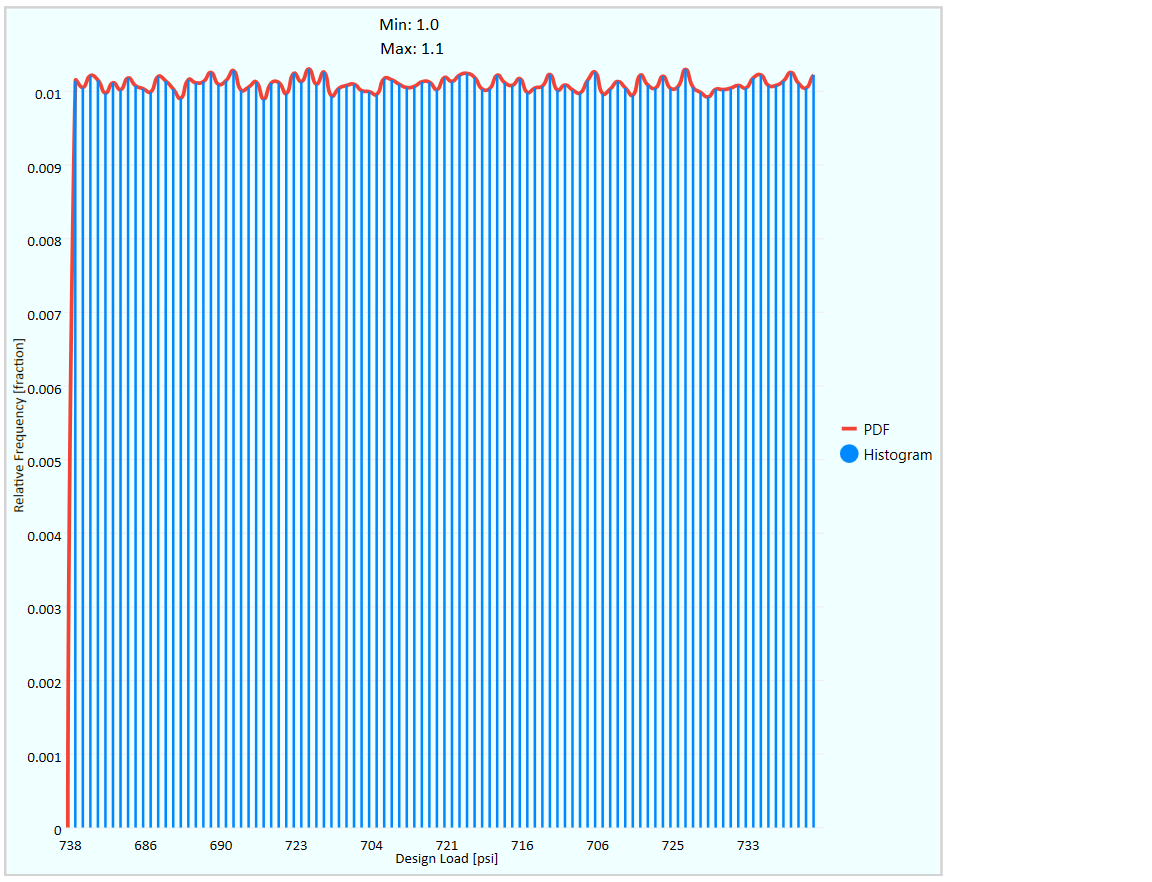 Min: 1.0
Max: 1.1
0.01
0.009
0.008
0.007
0.006
0.005
0.004
0.003
0.002
0.001
0
Relative Frequency [fraction]
738 686 690 723 704 721 716 706 725 733
Design Load [psi]
PDF
Histogram